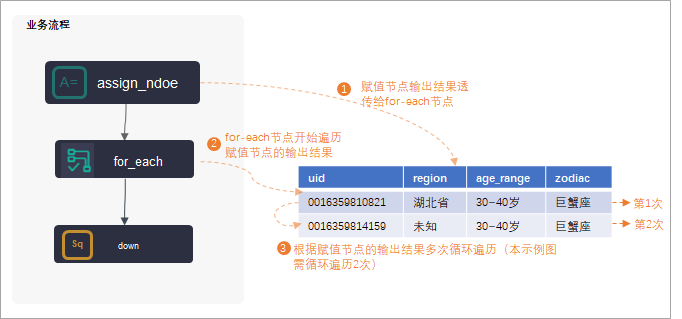 业务流程
A=
assign_ndoe
for_each
Sq
down
1
赋值节点输出结果透
传给for-each节点
2
for-each节点开始遍历
赋值节点的输出结果
uid region age_range zodiac
0016359810821 湖北省 30-40岁 巨蟹座 第1次
0016359814159 未知 30-40岁 巨蟹座 第2次
3
根据赋值节点的输出结果多次循环遍历（本示例图
需循环遍历2次）